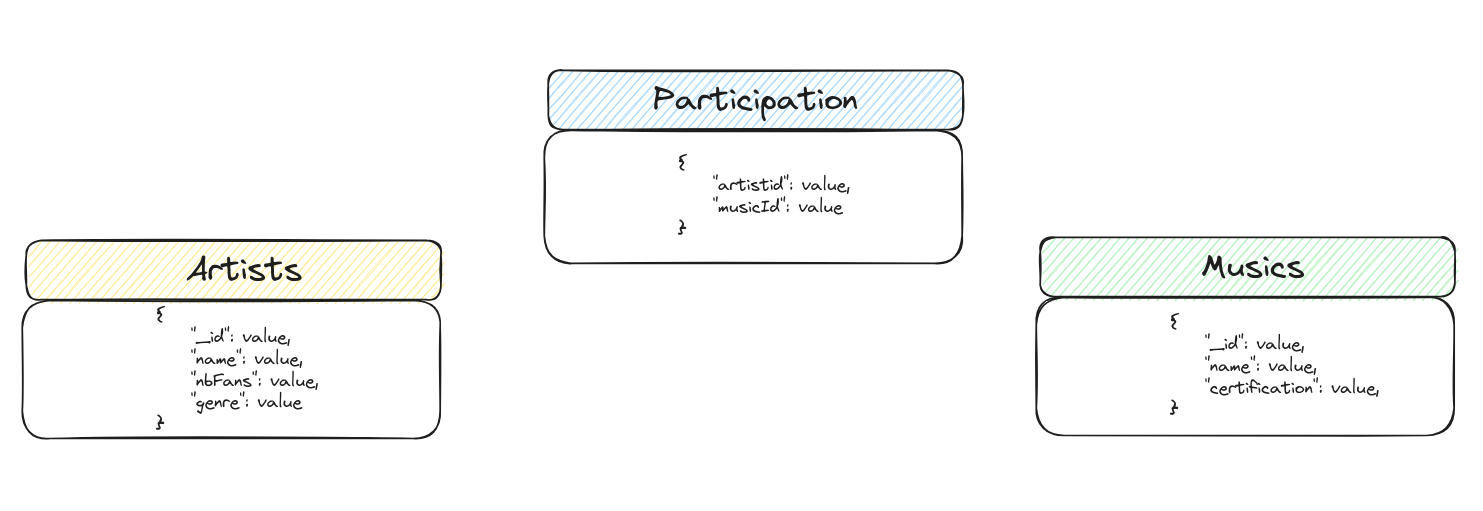 Participation
{
"artistid": value,
"musicId": value
}
Artists
{
"_id": value,
"name": value,
"nbFans": value,
"genre": value
}
Musics
{
"_id": value,
"name": value,
"certification": value,
}